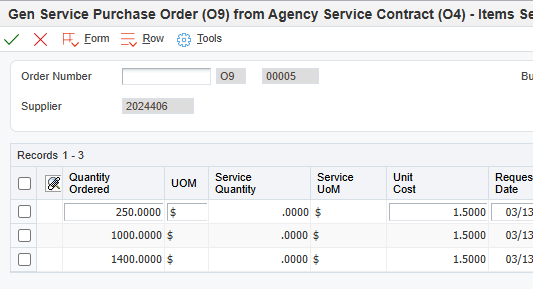 Gen Service Purchase Order (O9) from Agency Service Contract (O4) - Items Se
Form Row Tools
Order Number O9 00005 Bu
Supplier 2024406
Records 1 - 3
Quantity Ordered UOM Service Quantity Service UoM Unit Cost Reques Date
250.0000 $ .0000 $ 1.5000 03/13
1000.0000 $ .0000 $ 1.5000 03/13
1400.0000 $ .0000 $ 1.5000 03/13